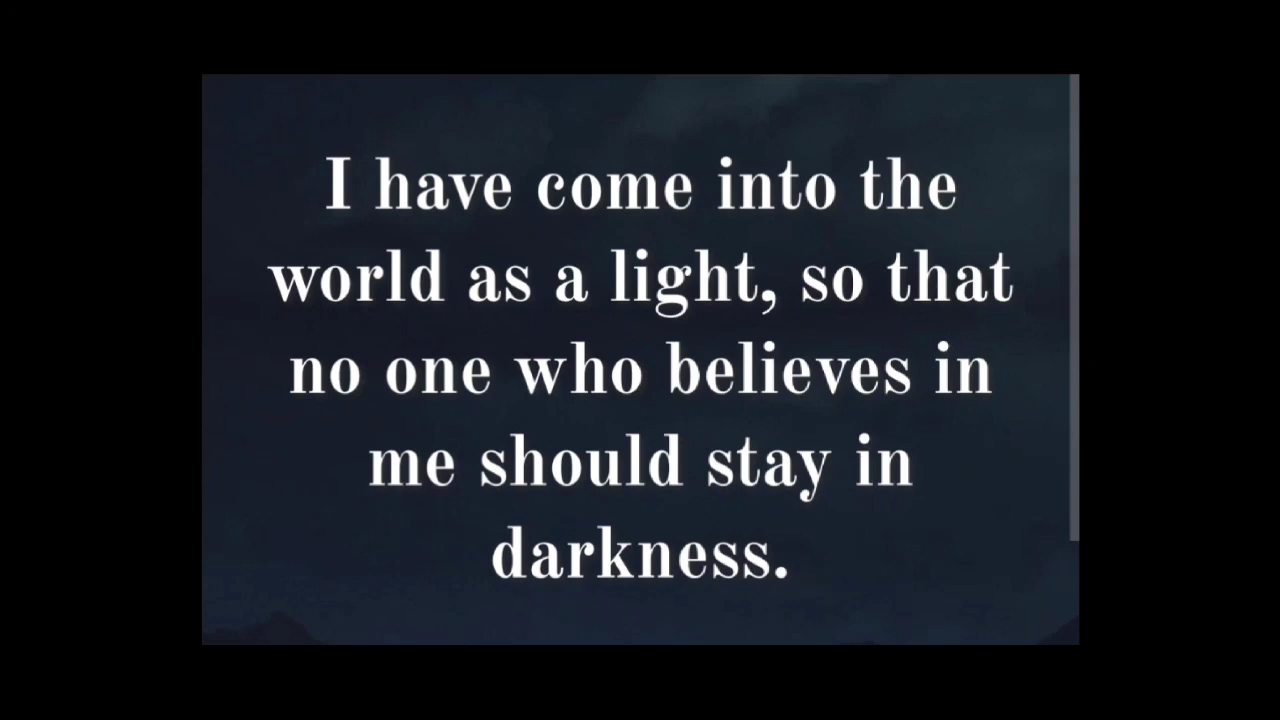 I have come into the
world as a light, so that
no one who believes in
me should stay in
darkness.